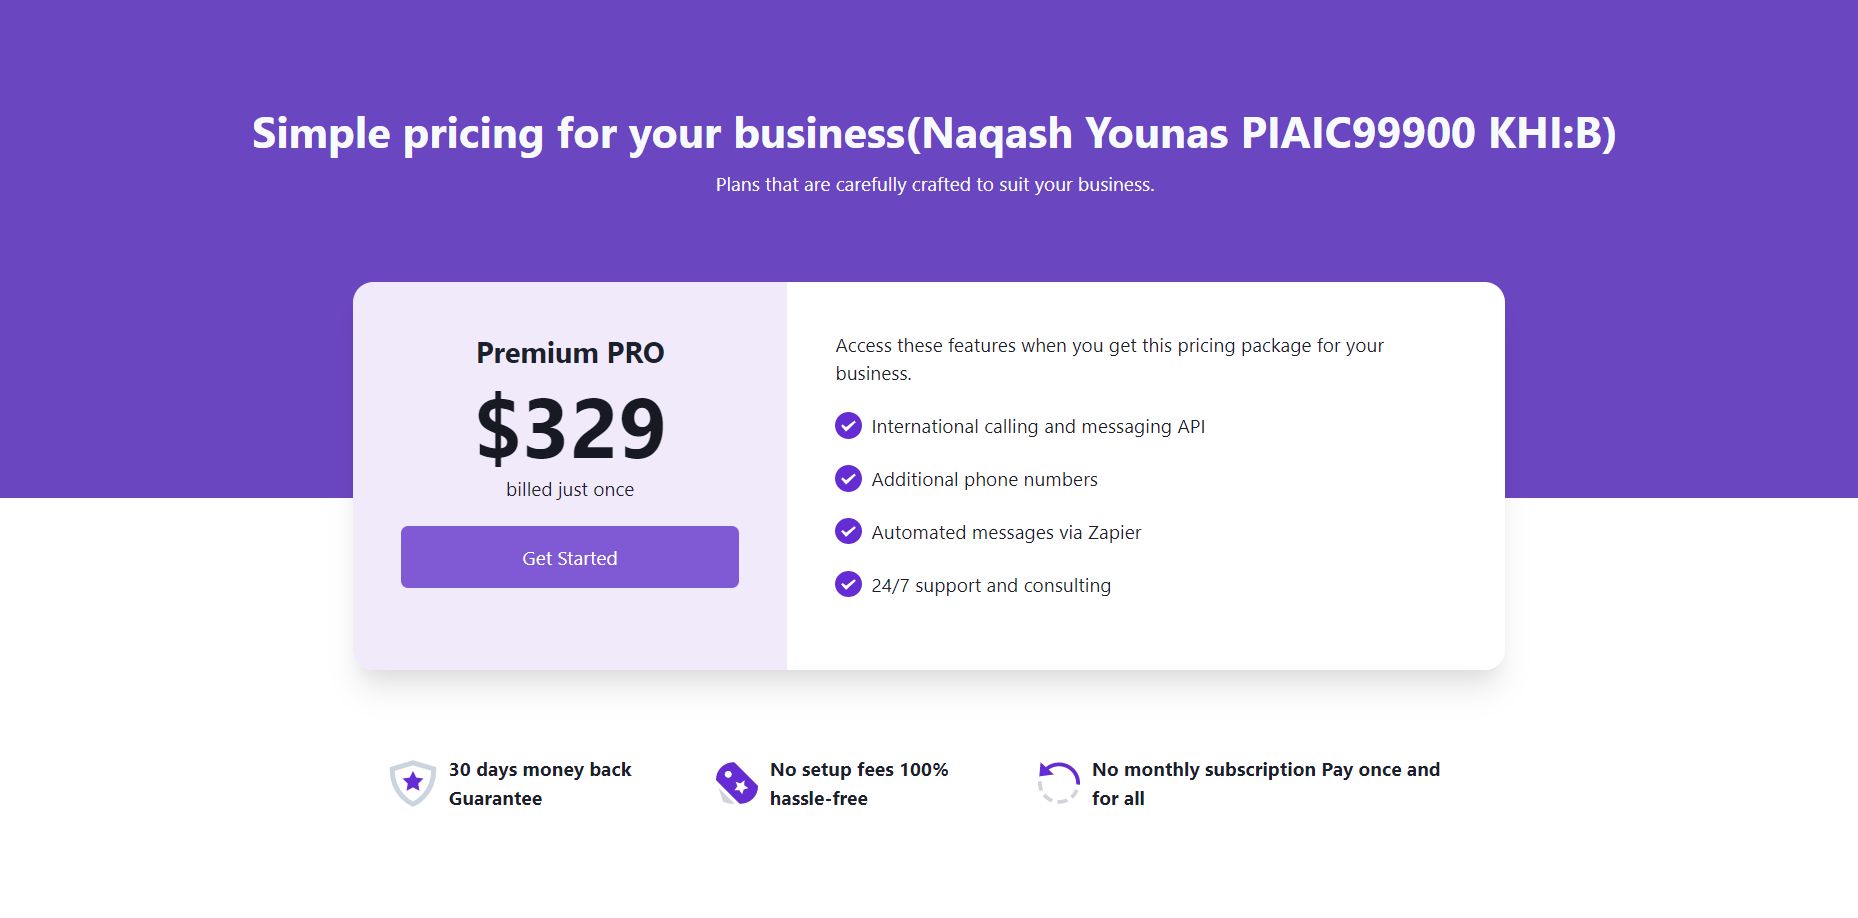 Simple pricing for your business(Naqash Younas PIAIC99900 KHI:B)
Plans that are carefully crafted to suit your business.
Premium PRO
$329
billed just once
Get Started
Access these features when you get this pricing package for your
business.
International calling and messaging API
Additional phone numbers
Automated messages via Zapier
24/7 support and consulting
30 days money back
Guarantee
No setup fees 100%
hassle-free
No monthly subscription Pay once and
for all